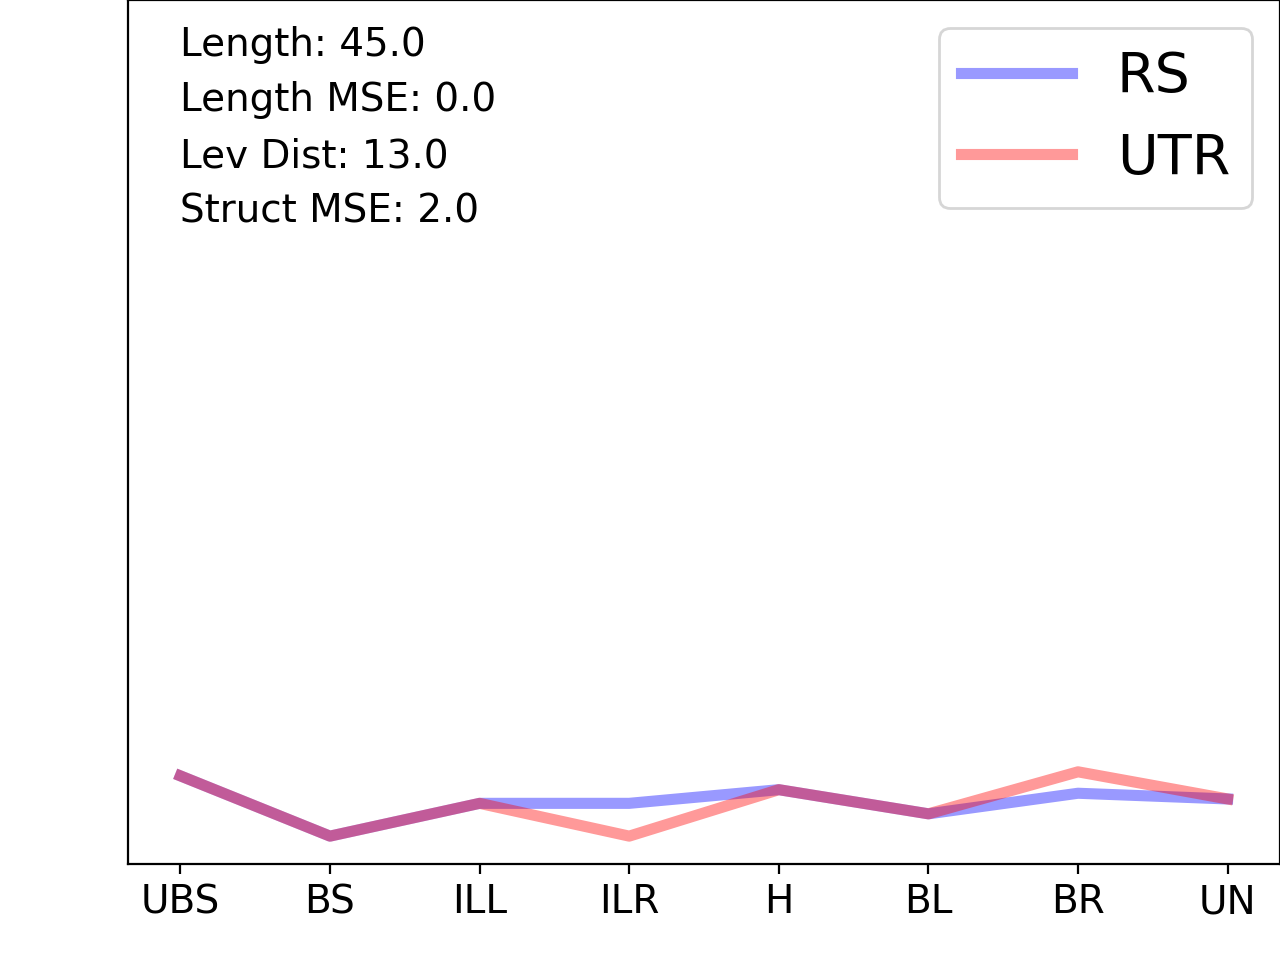 Length: 45.0
Length MSE: 0.0
Lev Dist: 13.0
Struct MSE: 2.0
RS
UTR
UBS BS ILL ILR H BL BR UN